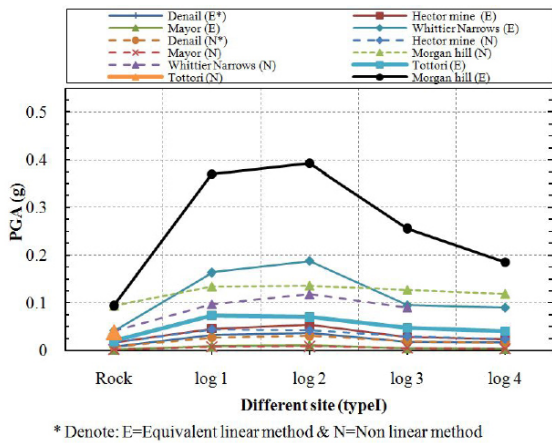 Denail (E*) Hector mine (E)
Mayor (E) Whittier Narrows (E)
Denail (N*) Hector mine (N)
Mayor (N) Morgan hill (N)
Whittier Narrows (N) Tottori (E)
Tottori (N) Morgan hill (E)
0.5
0.4
0.3
0.2
0.1
0
PGA (g)
Rock log 1 log 2 log 3 log 4
Different site (typeI)
* Denote: E=Equivalent linear method & N=Non linear method